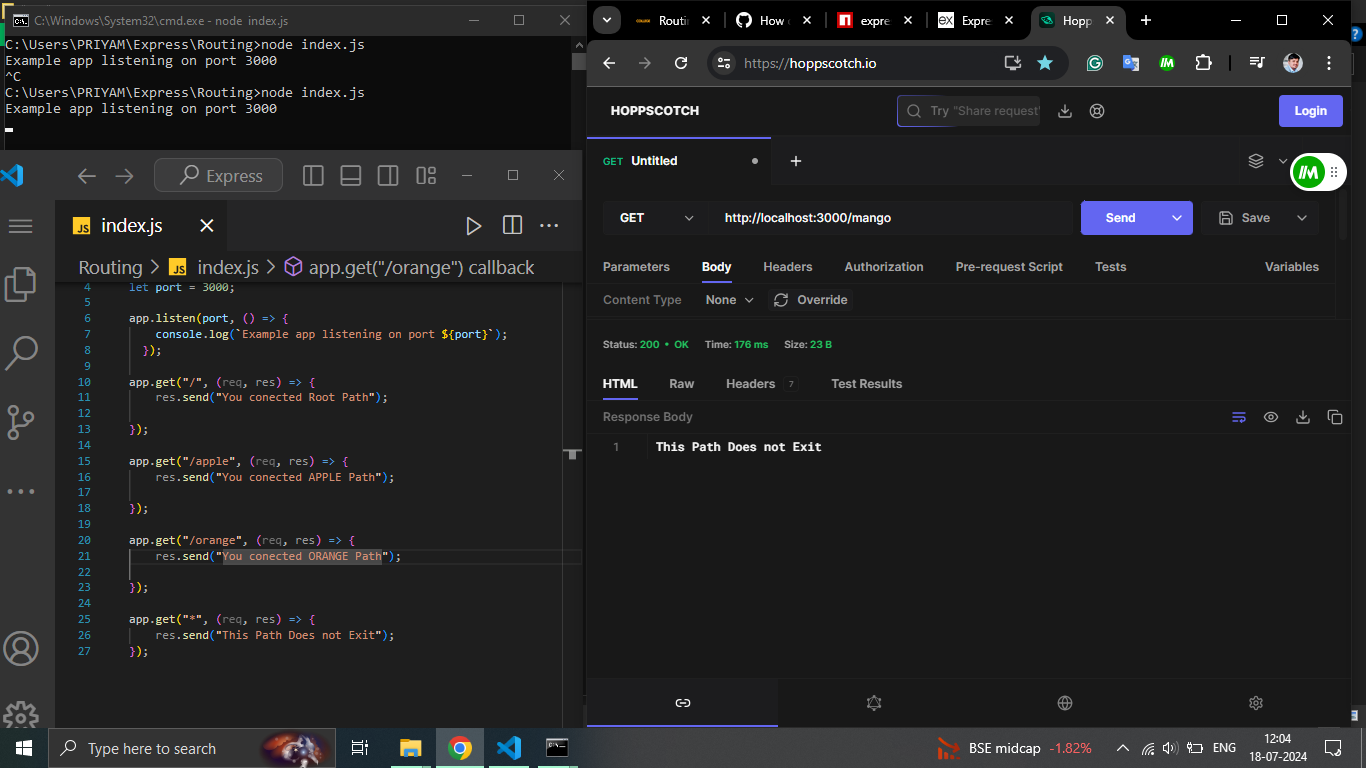 C:\Windows\System32\cmd.exe - node index.js
C:\Users\PRIYAM\Express\Routing>node index.js
Example app listening on port 3000
^C
C:\Users\PRIYAM\Express\Routing>node index.js
Example app listening on port 3000
Express
index.js
Routing > index.js > app.get("/orange") callback
4 let port = 3000;
5
6 app.listen(port, () => {
7 console.log(`Example app listening on port ${port}`);
8 });
9
10 app.get("/", (req, res) => {
11 res.send("You conected Root Path");
12
13 });
14
15 app.get("/apple", (req, res) => {
16 res.send("You conected APPLE Path");
17
18 });
19
20 app.get("/orange", (req, res) => {
21 res.send("You conected ORANGE Path");
22
23 });
24
25 app.get("*", (req, res) => {
26 res.send("This Path Does not Exit");
27 });
Routin
How
expre
ex Expre
Hopp
https://hoppscotch.io
HOPPSCOTCH
Try "Share request"
Login
GET Untitled
GET
http://localhost:3000/mango
Send
Save
Parameters Body Headers Authorization Pre-request Script Tests Variables
Content Type None Override
Status: 200 • OK Time: 176 ms Size: 23 B
HTML Raw Headers 7 Test Results
Response Body
1 This Path Does not Exit
Type here to search
BSE midcap -1.82%
ENG
12:04
18-07-2024